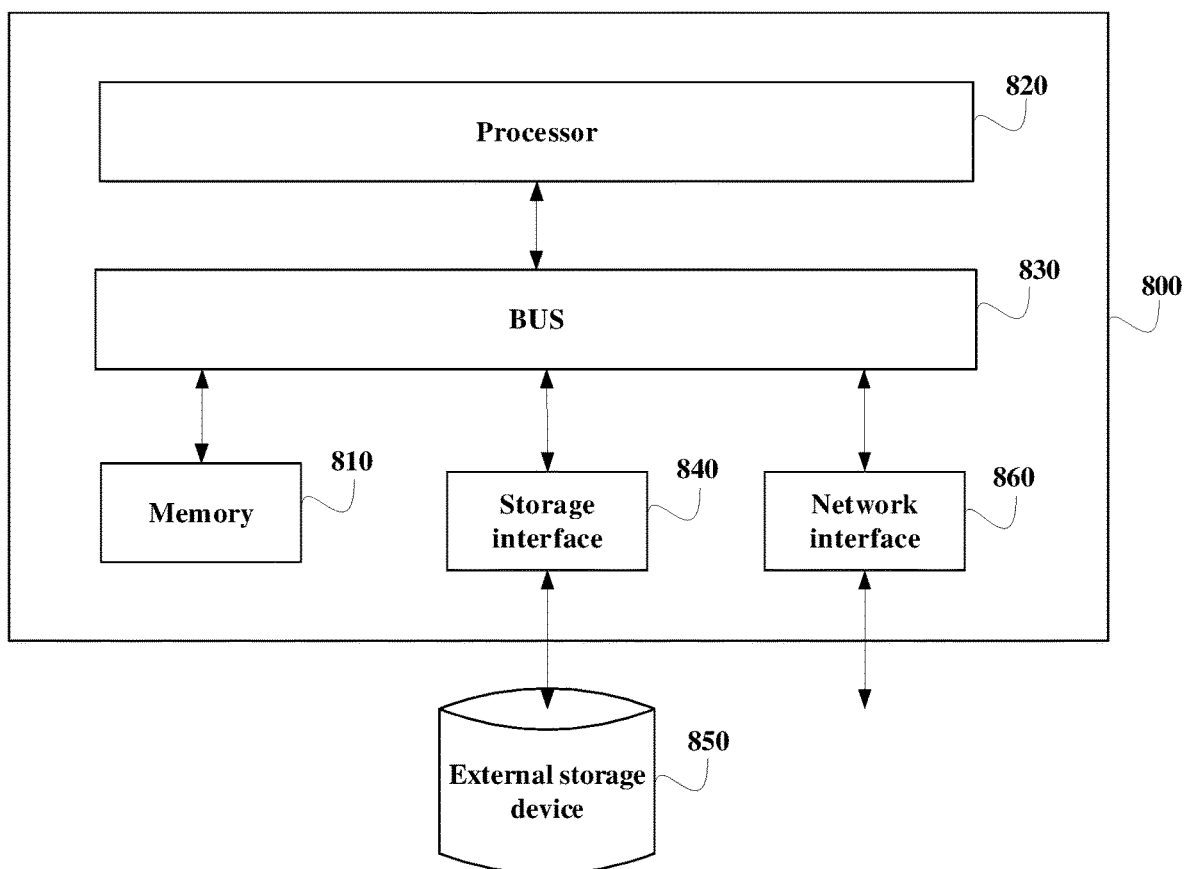 820
Processor
830
BUS
800
810
Memory
840
Storage
interface
860
Network
interface
850
External storage
device